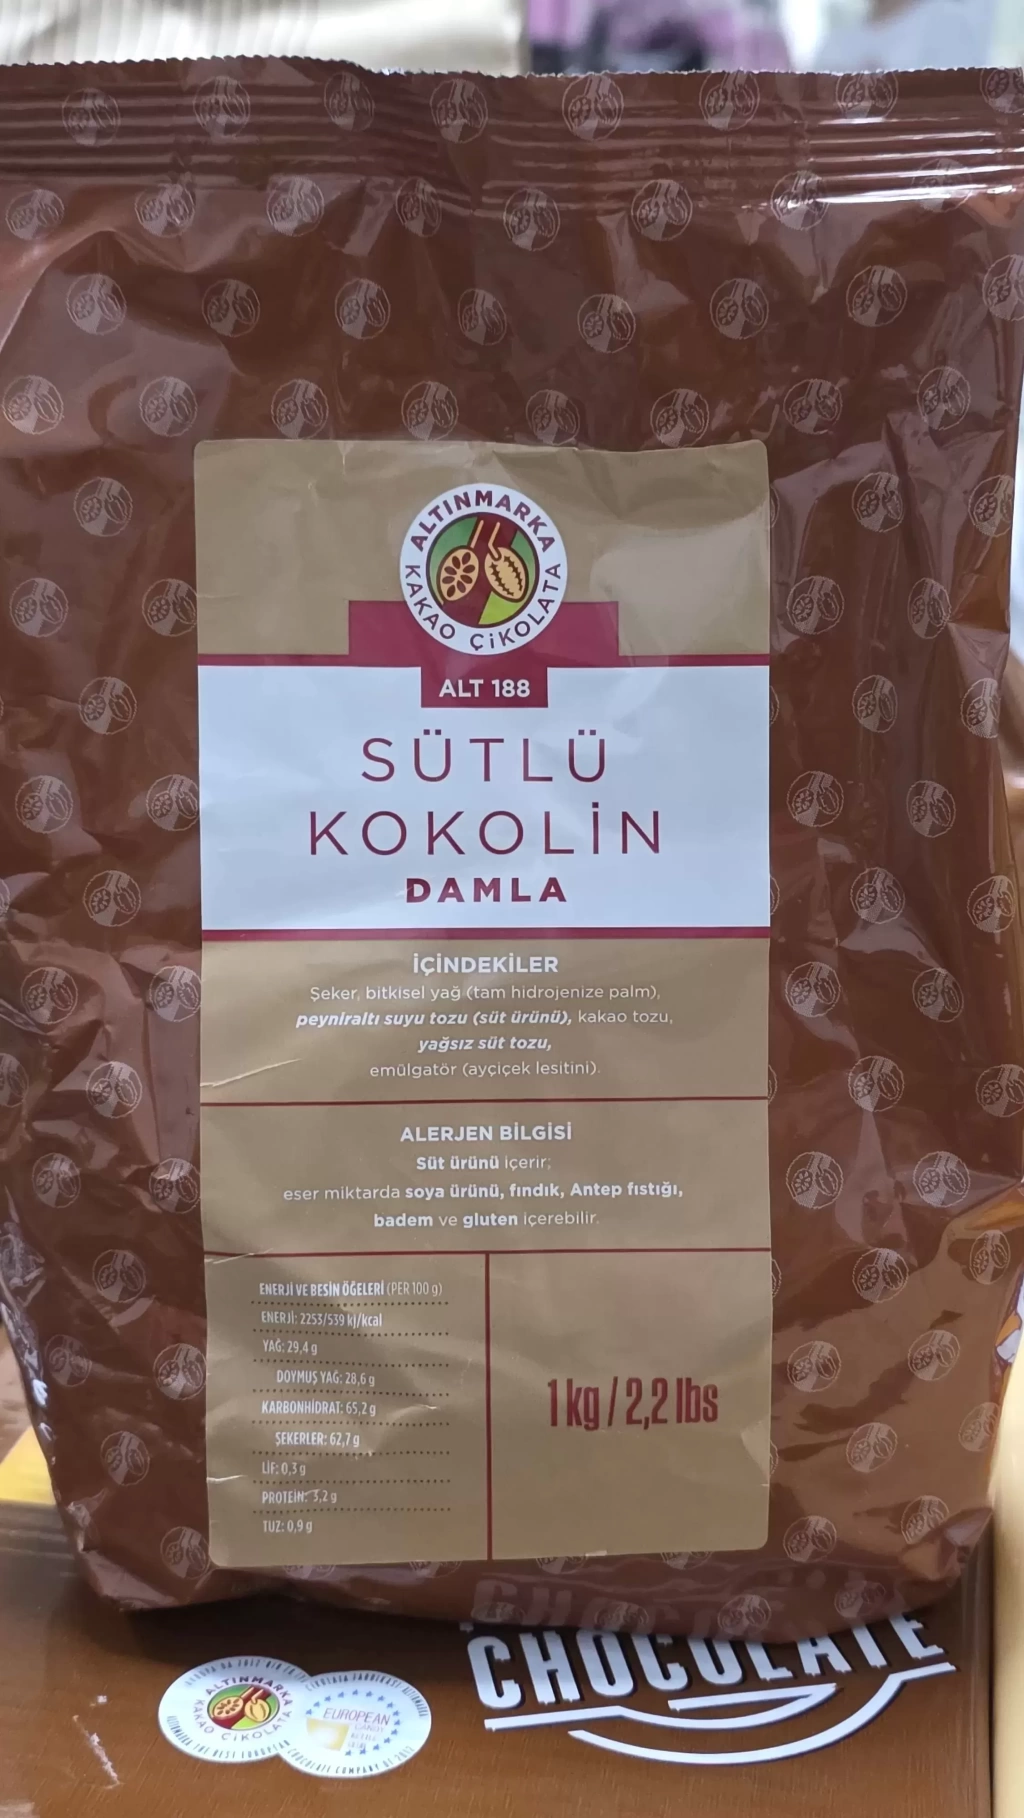 ALTINMARKA
KAKAO ÇiKOLATA
ALT 188
SÜTLÜ
KOKOLİN
DAMLA
İÇİNDEKİLER
Şeker, bitkisel yağ (tam hidrojenize palm),
peyniraltı suyu tozu (süt ürünü), kakao tozu,
yağsız süt tozu,
emülgatör (ayçiçek lesitini).
ALERJEN BİLGİSİ
Süt ürünü içerir;
eser miktarda soya ürünü, fındık, Antep fıstığı,
badem ve gluten içerebilir.
ENERJİ VE BESİN ÖĞELERİ (PER 100 g)
ENERJİ: 2253/539 kj/kcal
YAĞ: 29,4 g
DOYMUŞ YAĞ: 28,6 g
KARBONHİDRAT: 65,2 g
ŞEKERLER: 62,7 g
LİF: 0,3 g
PROTEİN: 3,2 g
TUZ: 0,9 g
1 kg / 2,2 lbs
CHOCOLATE
ALTINMARKA
KAKAO ÇiKOLATA
EUROPEAN